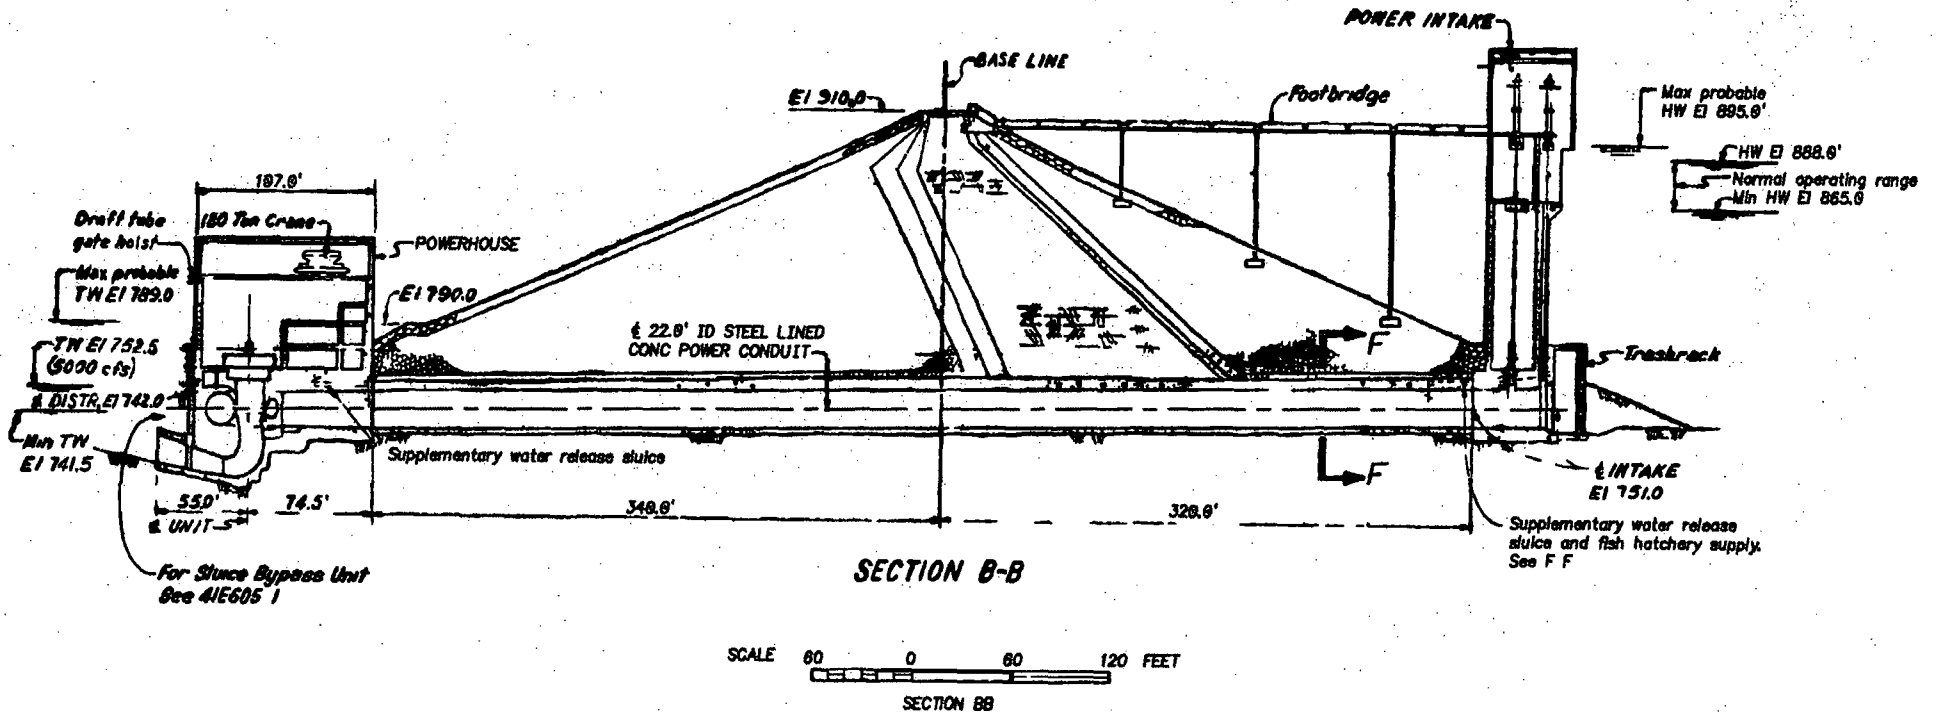 POWER INTAKE
BASE LINE
El 910.0
Footbridge
Max probable
HW El 895.0'
HW El 888.0'
Normal operating range
Min HW El 865.0
107.0'
Draft tube
gate hoist
150 Ton Crane
POWERHOUSE
Max probable
TW El 789.0
El 790.0
TW El 752.5
(5000 cfs)
℄ 22.0' ID STEEL LINED
CONC POWER CONDUIT
F
Trashrack
℄ DISTR, El 742.0
Min TW
El 741.5
Supplementary water release sluice
F
℄ INTAKE
El 751.0
55.0'
74.5'
340.0'
320.0'
℄ UNIT
Supplementary water release
sluice and fish hatchery supply.
See F F
For Sluice Bypass Unit
See 41E605 1
SECTION B-B
SCALE 60 0 60 120 FEET
SECTION BB